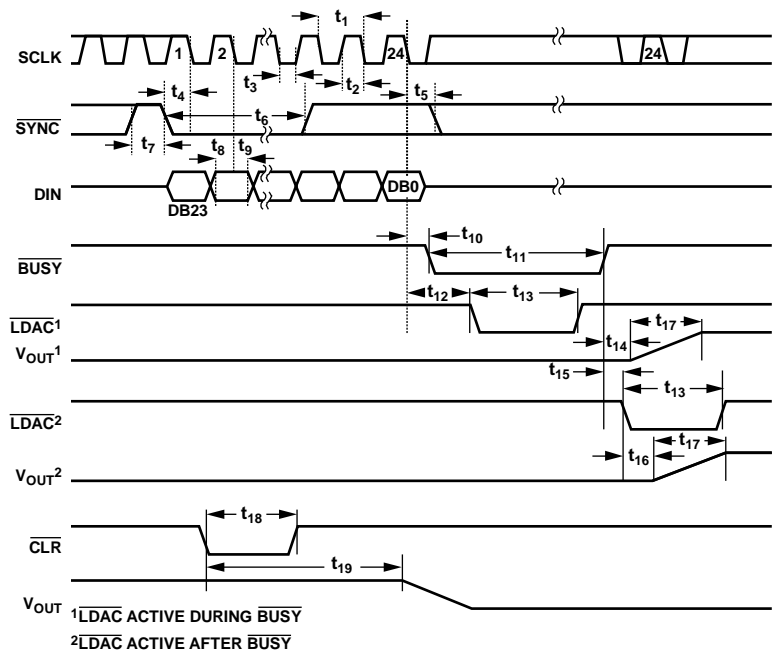 t1
SCLK
1
2
24
24
t3
t2
t4
t5
SYNC
t6
t7
t8
t9
DIN
DB23
DB0
t10
BUSY
t11
t12
t13
LDAC1
t14
t17
VOUT1
t15
t13
LDAC2
t16
t17
VOUT2
t18
CLR
t19
VOUT
1LDAC ACTIVE DURING BUSY
2LDAC ACTIVE AFTER BUSY